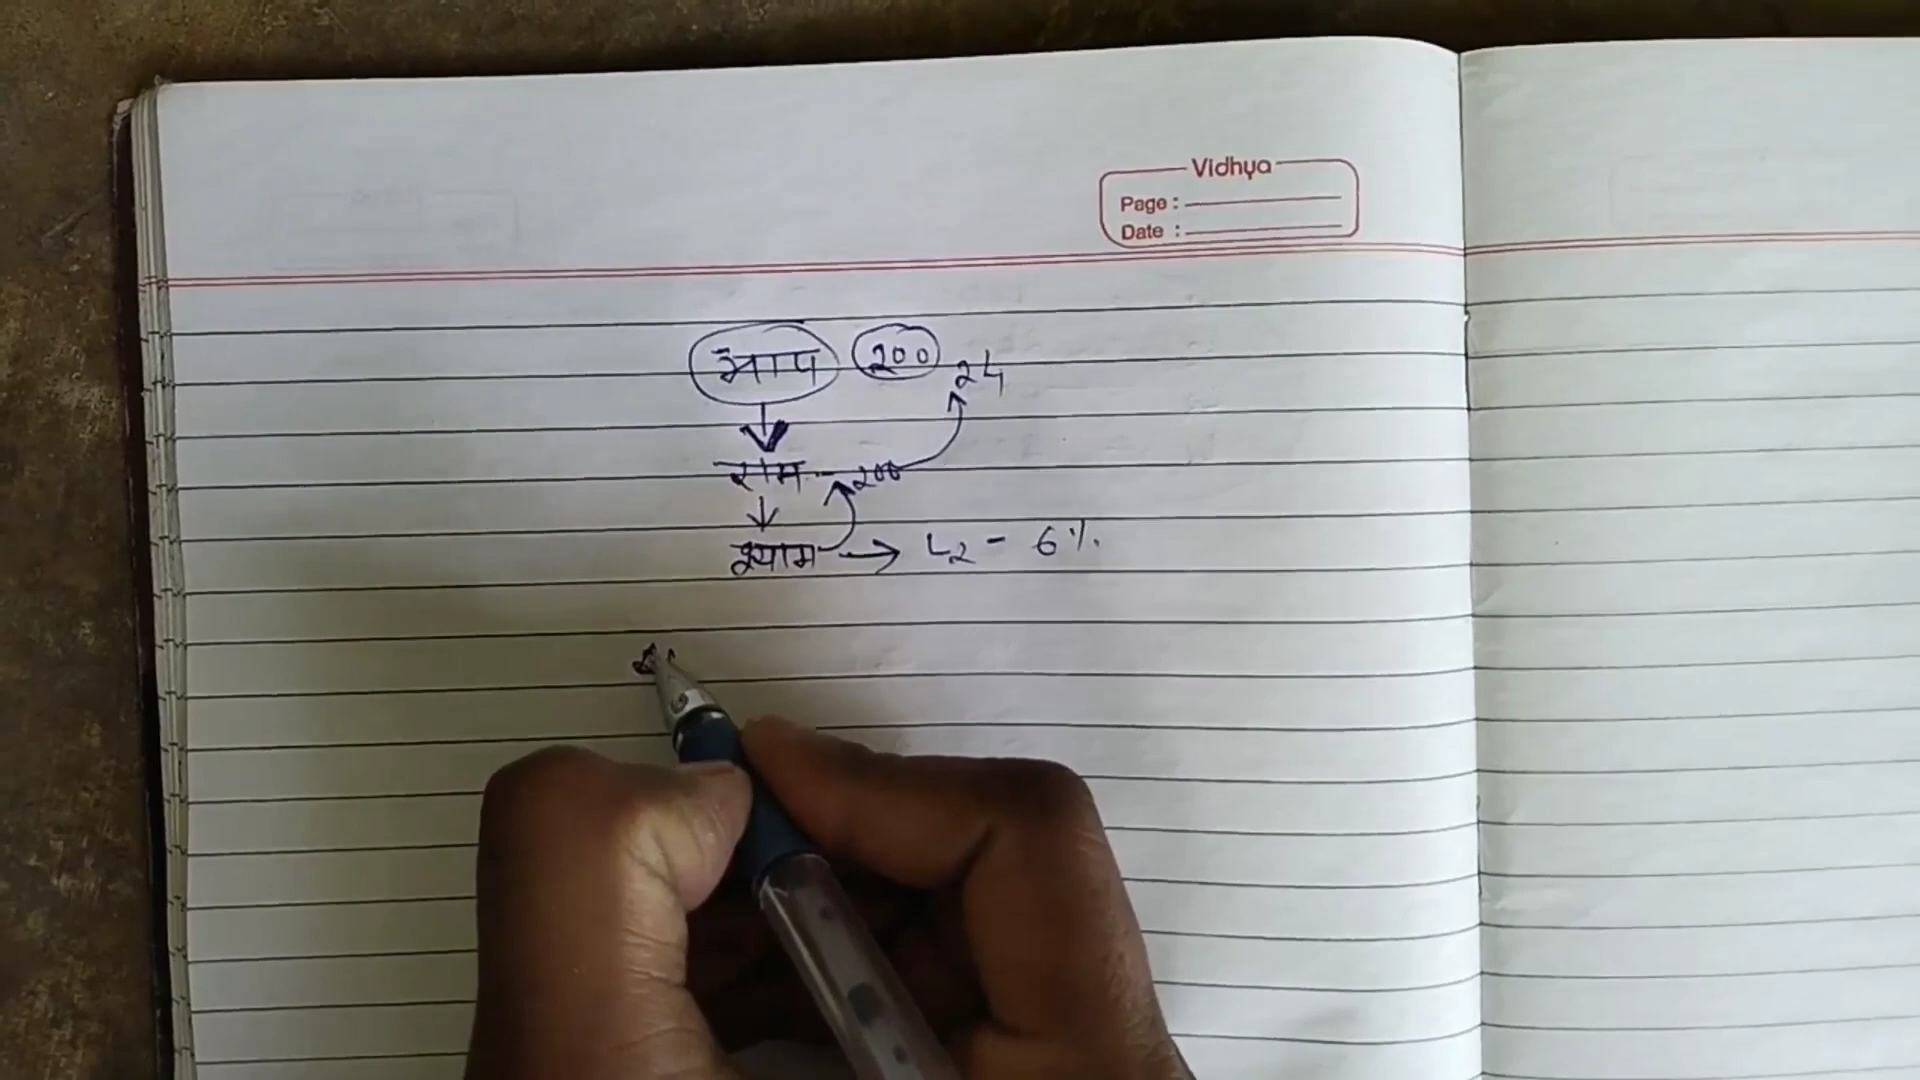 Vidhya
Page :
Date :
आप 200
24
राम - 200
श्याम → L2 - 6%